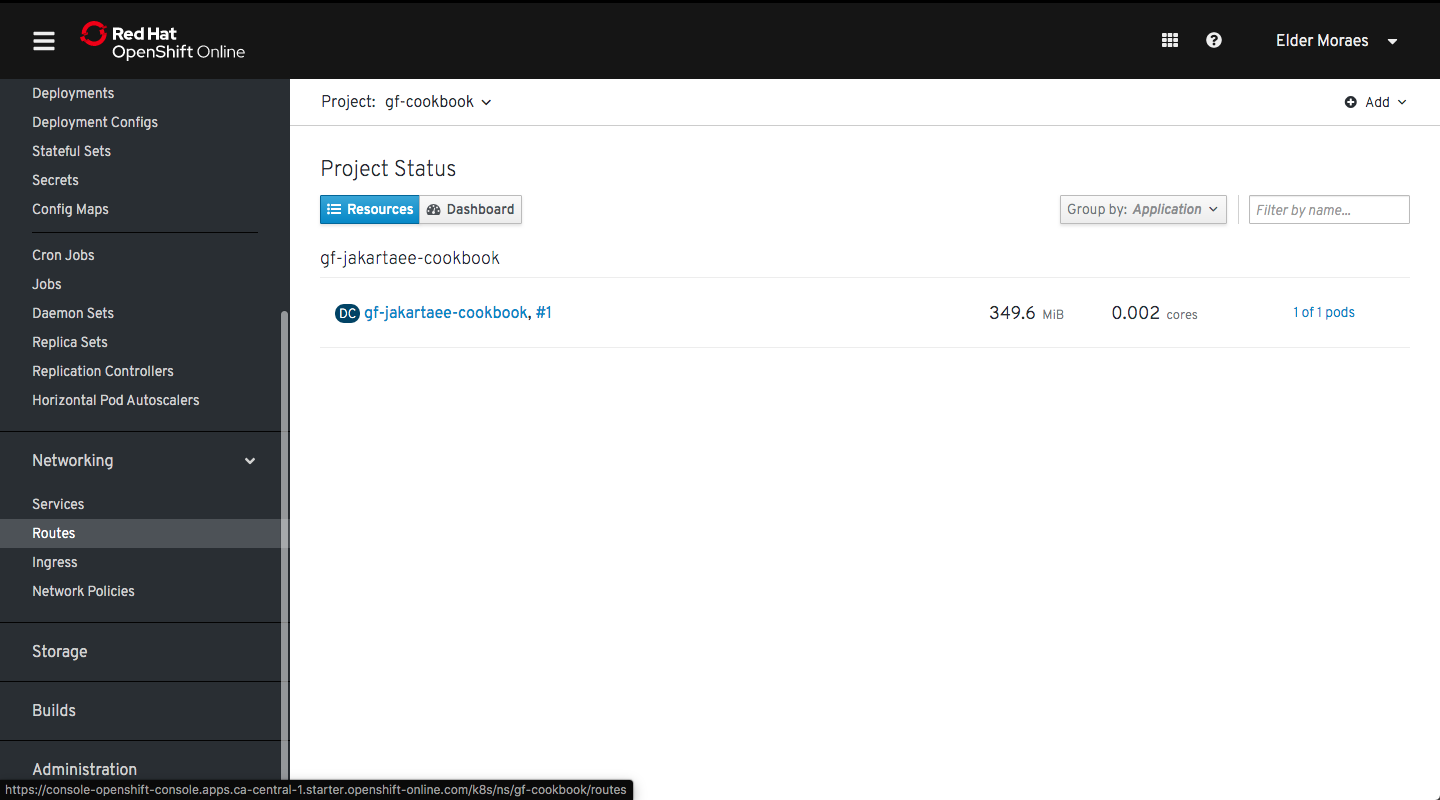 Red Hat
OpenShift Online
Elder Moraes
Deployments
Deployment Configs
Stateful Sets
Secrets
Config Maps
Cron Jobs
Jobs
Daemon Sets
Replica Sets
Replication Controllers
Horizontal Pod Autoscalers
Networking
Services
Routes
Ingress
Network Policies
Storage
Builds
Administration
Project: gf-cookbook
Add
Project Status
Resources
Dashboard
Group by: Application
Filter by name...
gf-jakartaee-cookbook
DC gf-jakartaee-cookbook, #1
349.6 MiB
0.002 cores
1 of 1 pods
https://console-openshift-console.apps.ca-central-1.starter.openshift-online.com/k8s/ns/gf-cookbook/routes